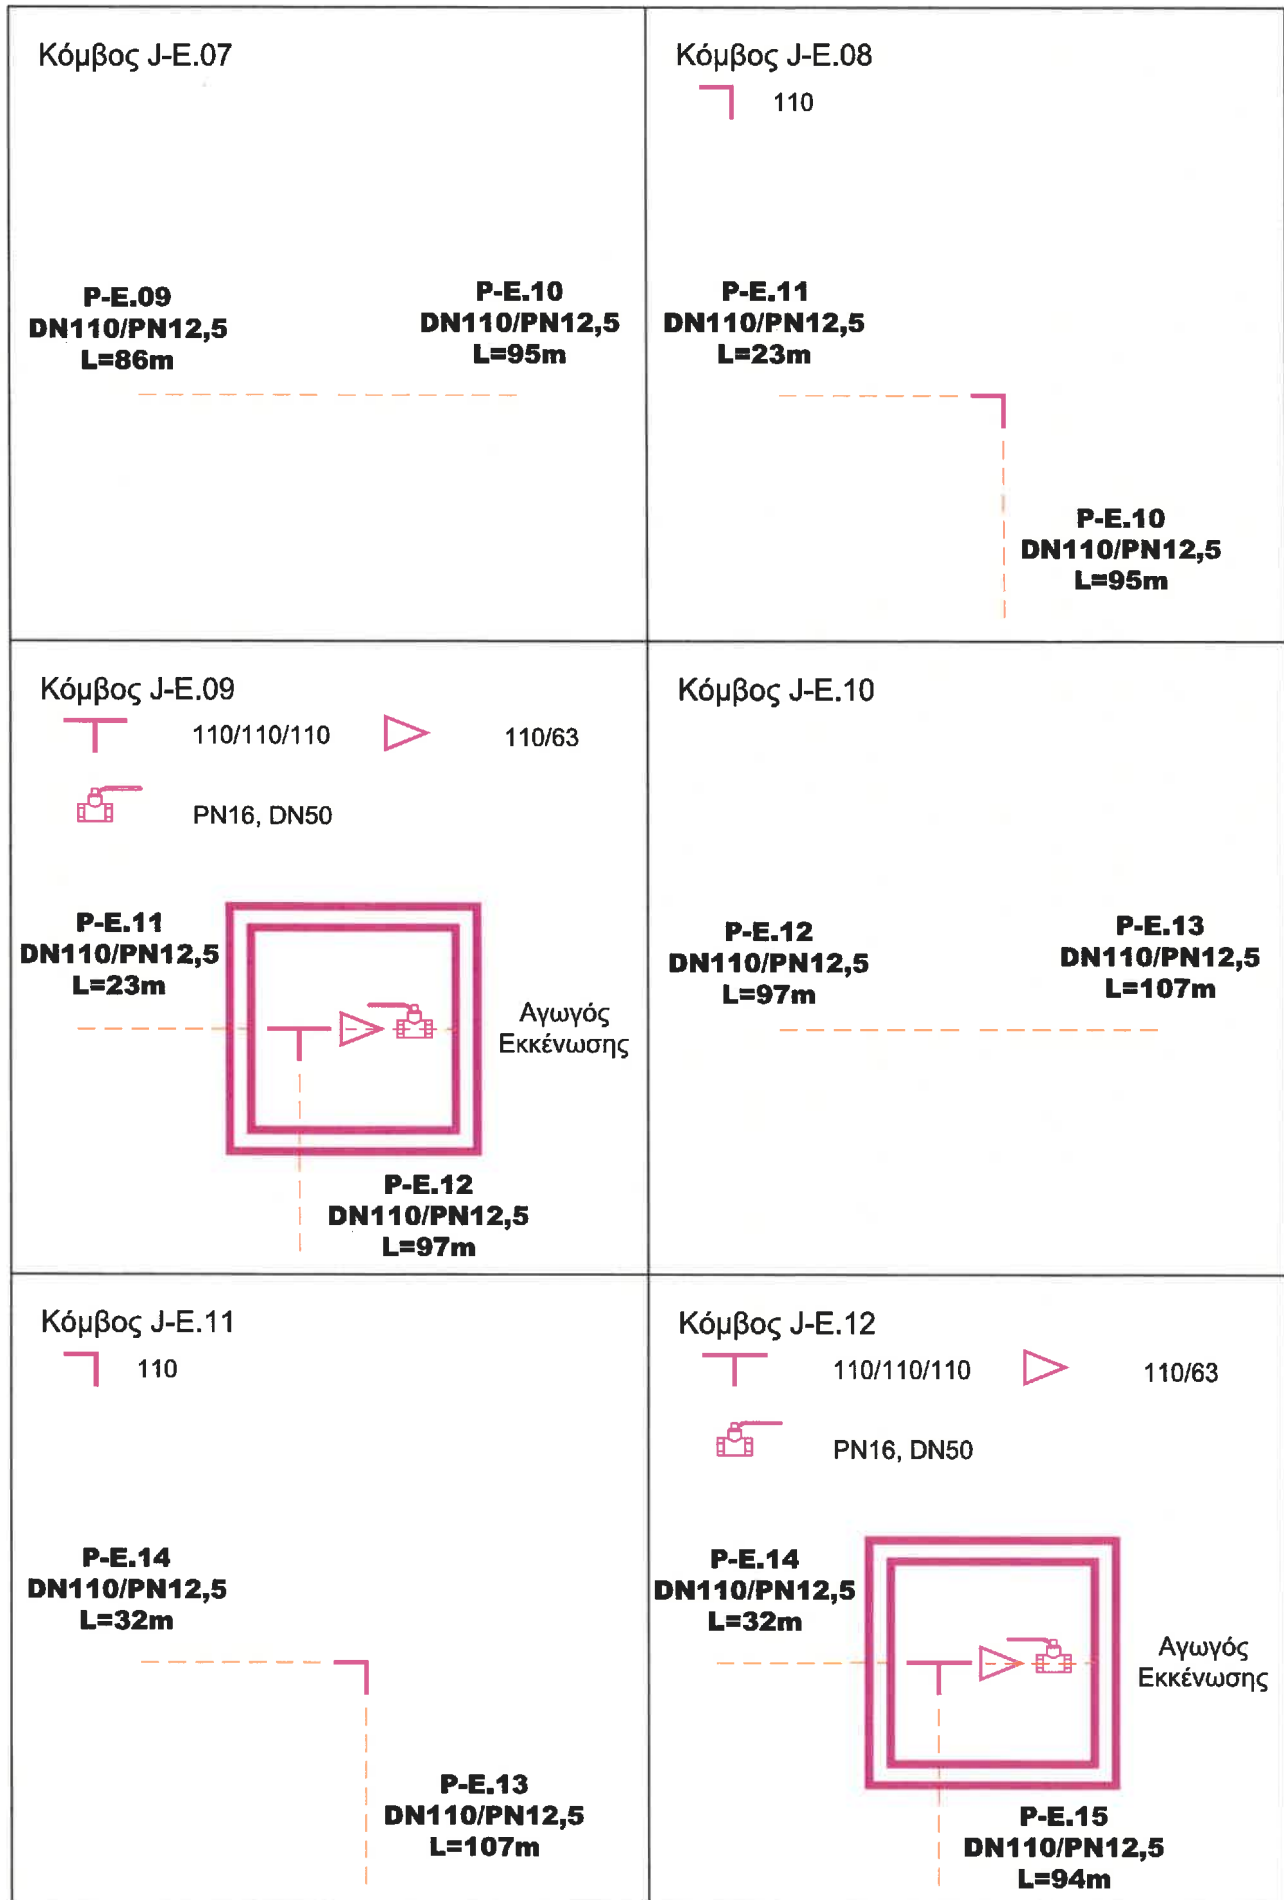 Κόμβος J-E.07
P-E.09
DN110/PN12,5
L=86m
P-E.10
DN110/PN12,5
L=95m
Κόμβος J-E.08
110
P-E.11
DN110/PN12,5
L=23m
P-E.10
DN110/PN12,5
L=95m
Κόμβος J-E.09
110/110/110
110/63
PN16, DN50
P-E.11
DN110/PN12,5
L=23m
Αγωγός
Εκκένωσης
P-E.12
DN110/PN12,5
L=97m
Κόμβος J-E.10
P-E.12
DN110/PN12,5
L=97m
P-E.13
DN110/PN12,5
L=107m
Κόμβος J-E.11
110
P-E.14
DN110/PN12,5
L=32m
P-E.13
DN110/PN12,5
L=107m
Κόμβος J-E.12
110/110/110
110/63
PN16, DN50
P-E.14
DN110/PN12,5
L=32m
Αγωγός
Εκκένωσης
P-E.15
DN110/PN12,5
L=94m